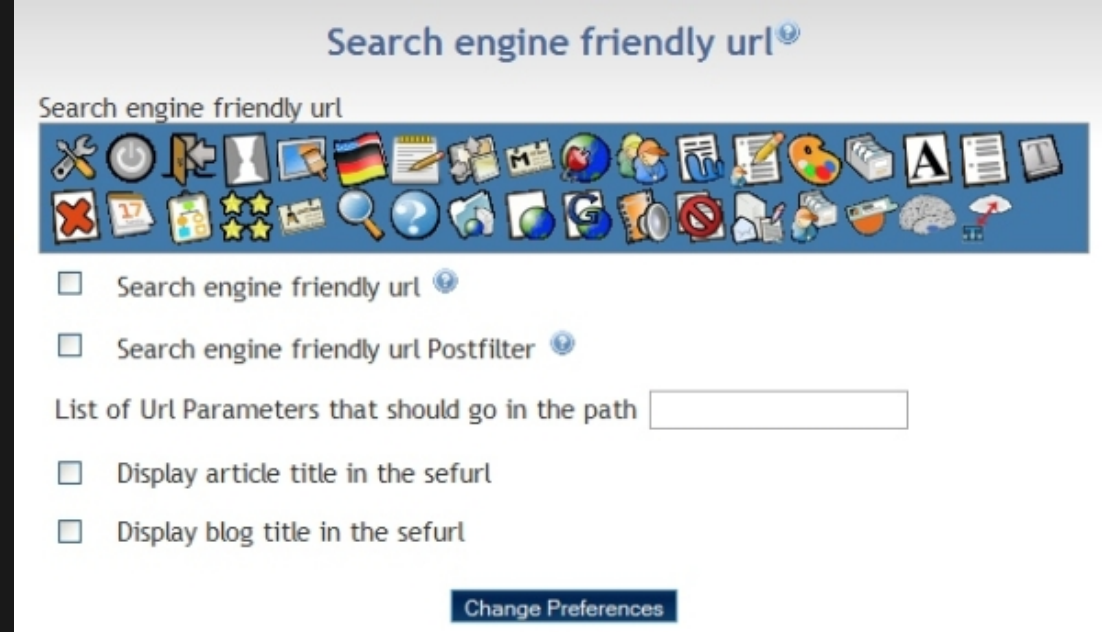 Search engine friendly url
Search engine friendly url
M W A T
17 A ? G
Search engine friendly url ?
Search engine friendly url Postfilter ?
List of Url Parameters that should go in the path
Display article title in the sefurl
Display blog title in the sefurl
Change Preferences